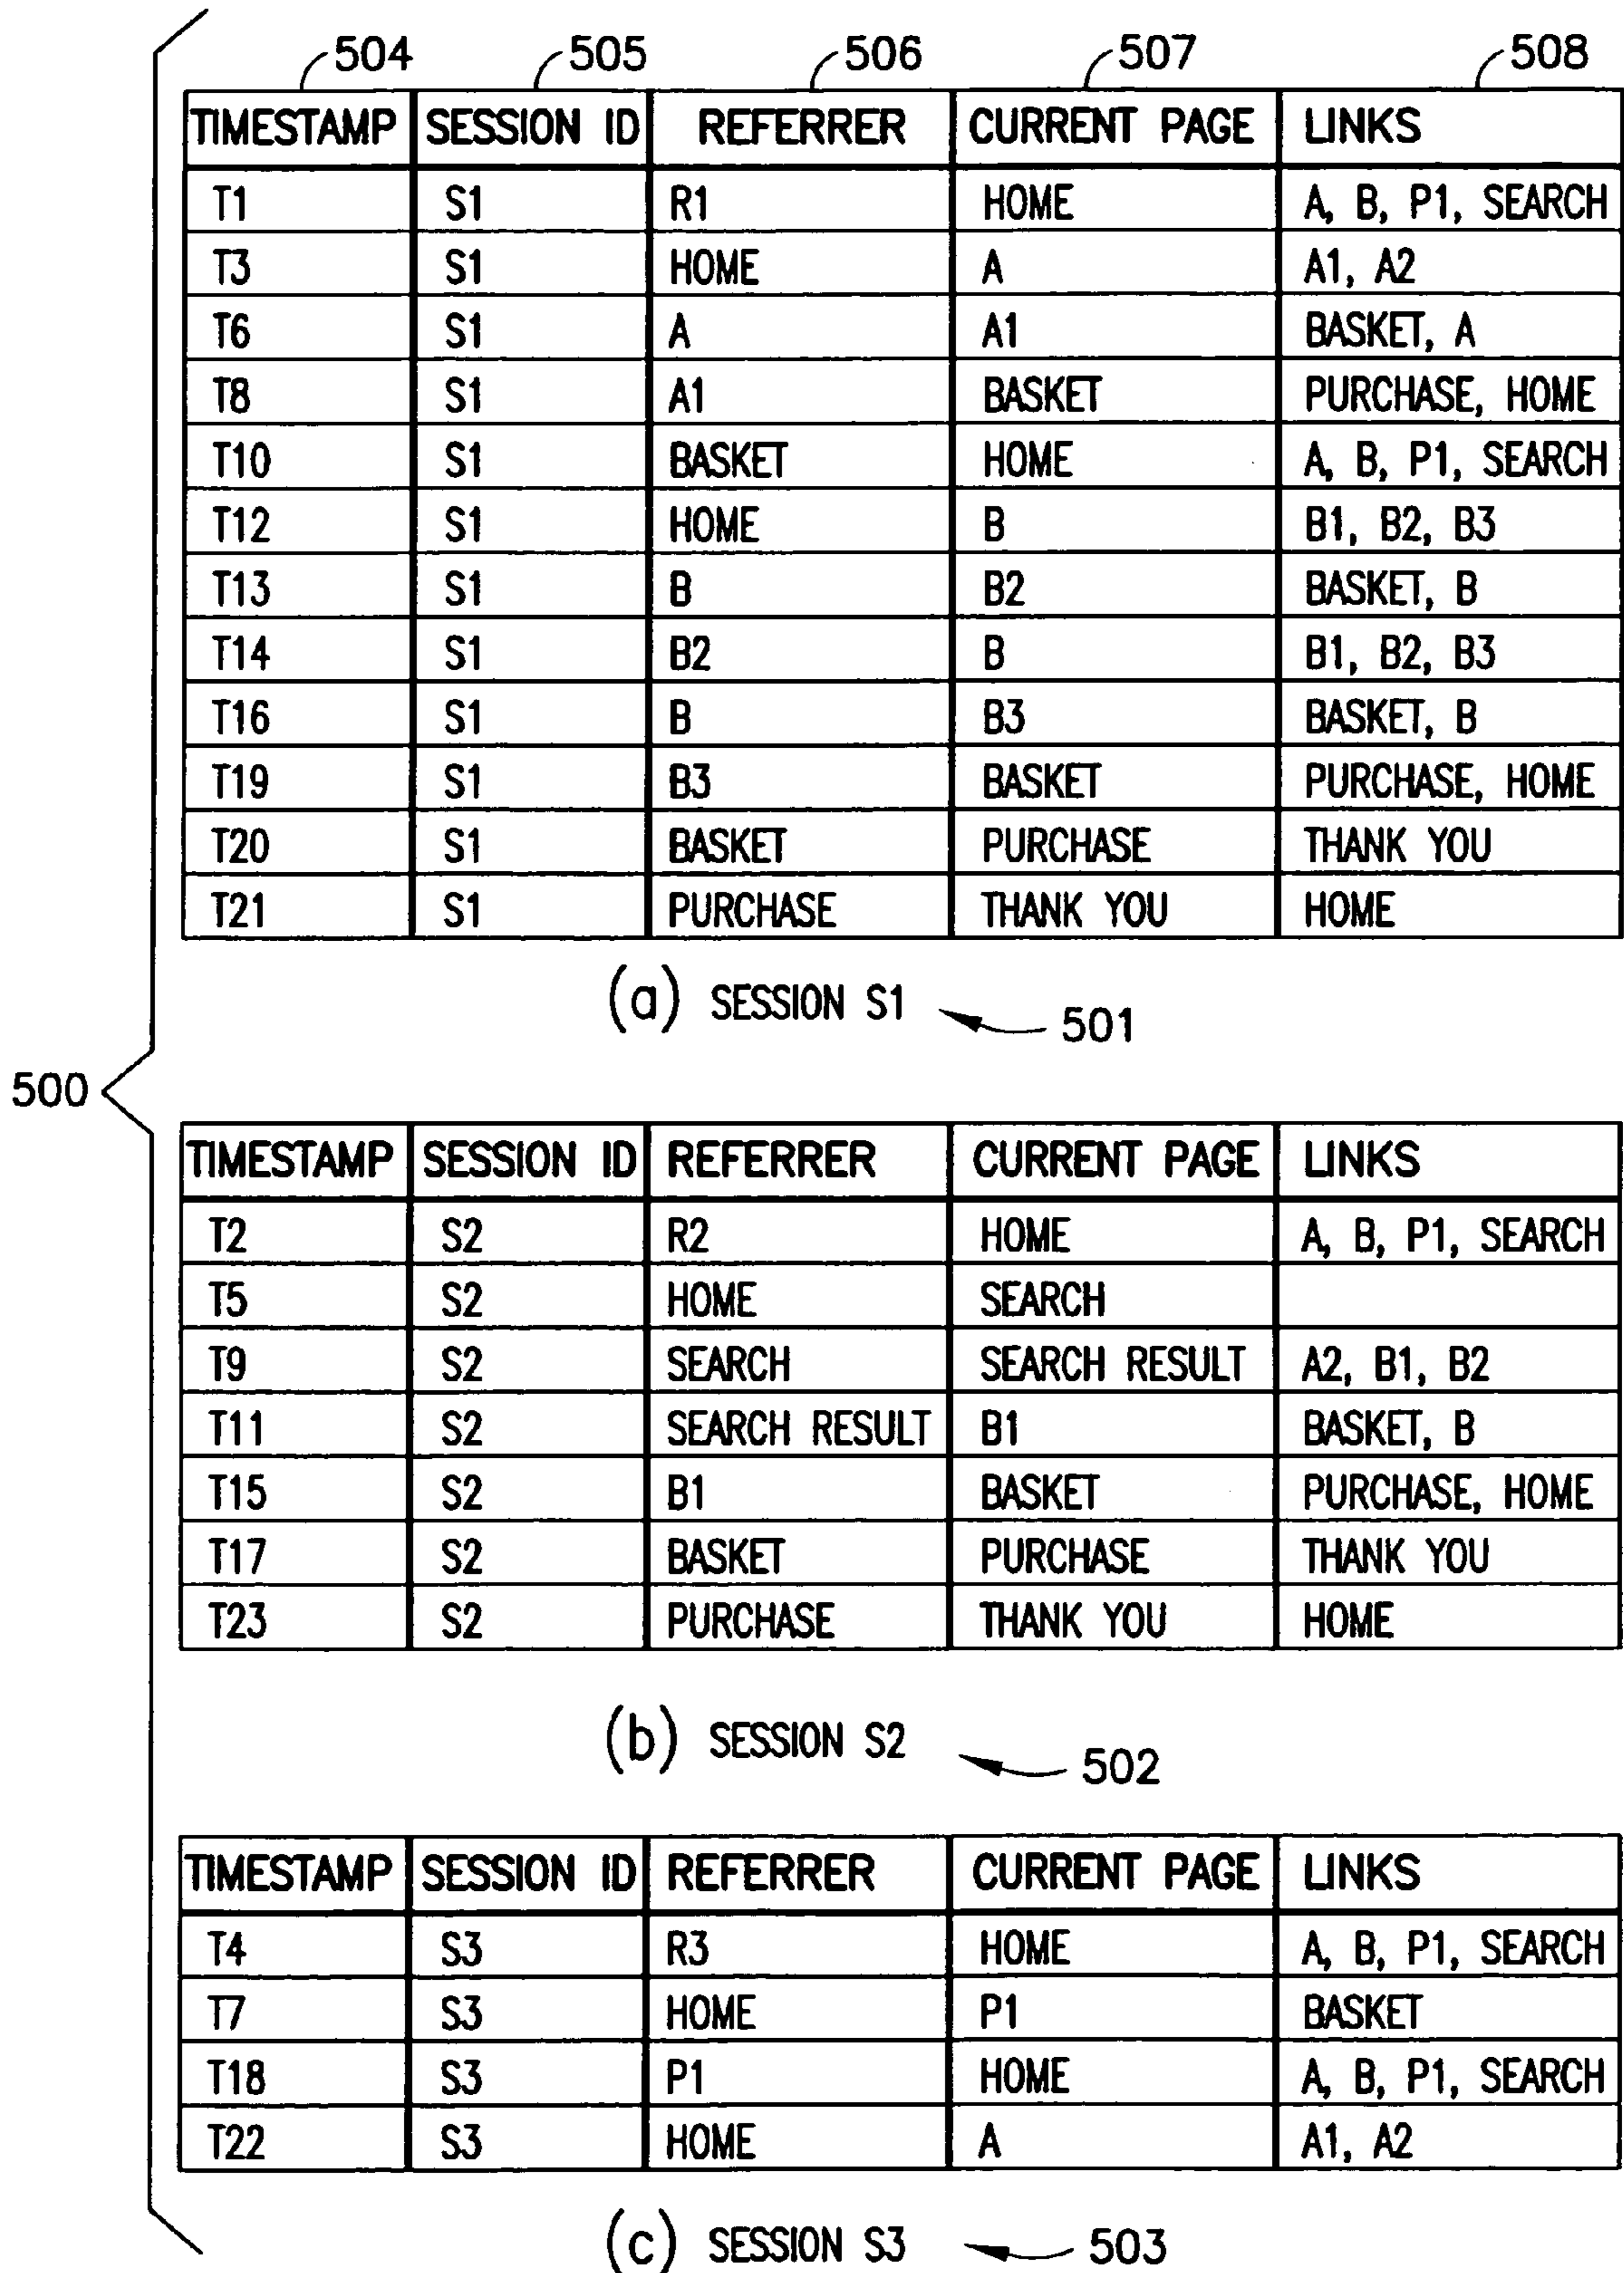 504 505 506 507 508
TIMESTAMP SESSION ID REFERRER CURRENT PAGE LINKS
T1 S1 R1 HOME A, B, P1, SEARCH
T3 S1 HOME A A1, A2
T6 S1 A A1 BASKET, A
T8 S1 A1 BASKET PURCHASE, HOME
T10 S1 BASKET HOME A, B, P1, SEARCH
T12 S1 HOME B B1, B2, B3
T13 S1 B B2 BASKET, B
T14 S1 B2 B B1, B2, B3
T16 S1 B B3 BASKET, B
T19 S1 B3 BASKET PURCHASE, HOME
T20 S1 BASKET PURCHASE THANK YOU
T21 S1 PURCHASE THANK YOU HOME
(a) SESSION S1 501
500
TIMESTAMP SESSION ID REFERRER CURRENT PAGE LINKS
T2 S2 R2 HOME A, B, P1, SEARCH
T5 S2 HOME SEARCH
T9 S2 SEARCH SEARCH RESULT A2, B1, B2
T11 S2 SEARCH RESULT B1 BASKET, B
T15 S2 B1 BASKET PURCHASE, HOME
T17 S2 BASKET PURCHASE THANK YOU
T23 S2 PURCHASE THANK YOU HOME
(b) SESSION S2 502
TIMESTAMP SESSION ID REFERRER CURRENT PAGE LINKS
T4 S3 R3 HOME A, B, P1, SEARCH
T7 S3 HOME P1 BASKET
T18 S3 P1 HOME A, B, P1, SEARCH
T22 S3 HOME A A1, A2
(c) SESSION S3 503